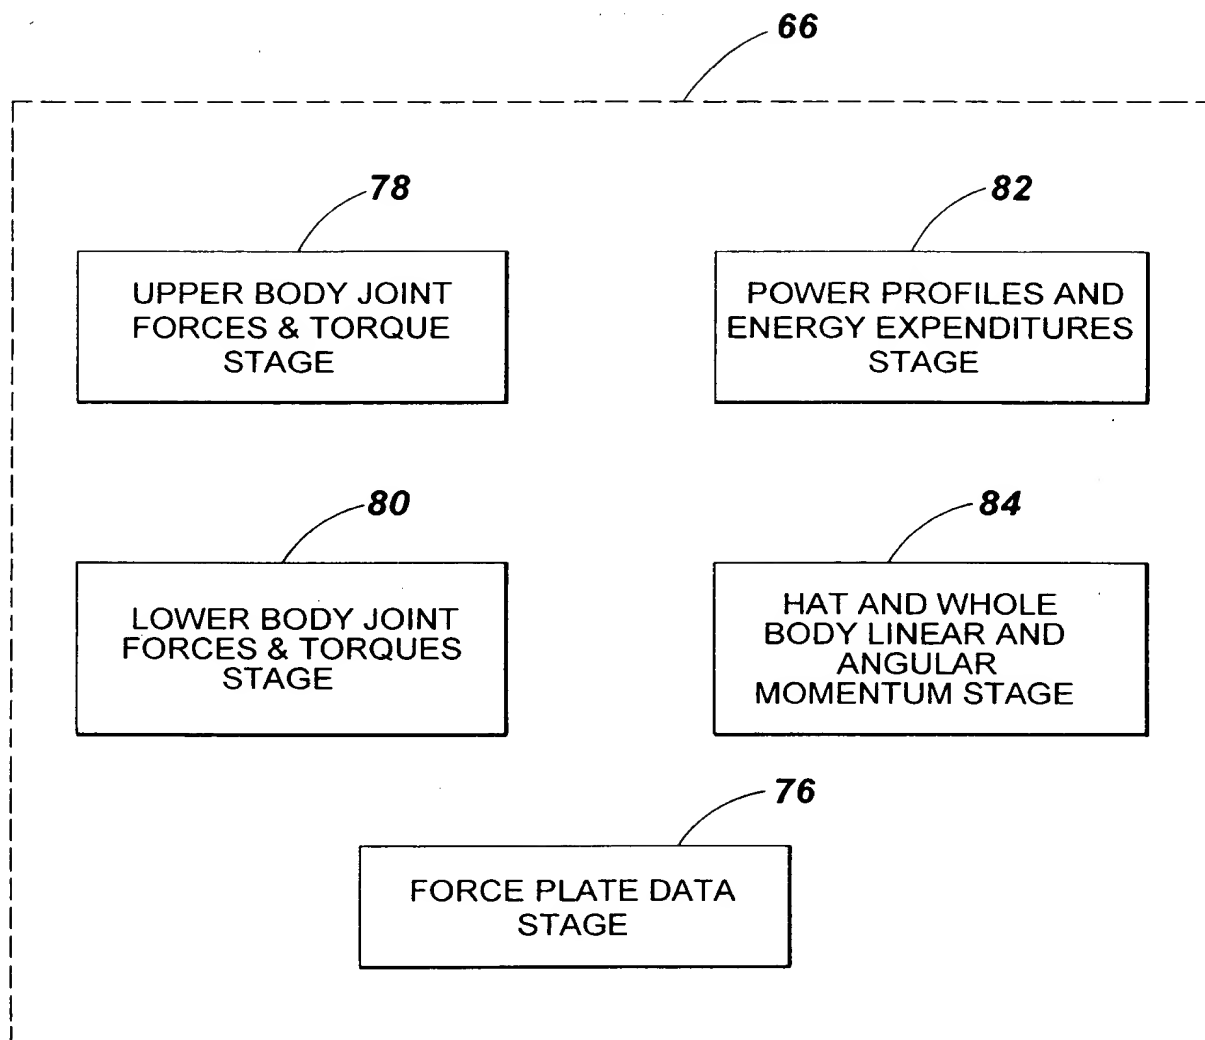 66
78
UPPER BODY JOINT
FORCES & TORQUE
STAGE
82
POWER PROFILES AND
ENERGY EXPENDITURES
STAGE
80
LOWER BODY JOINT
FORCES & TORQUES
STAGE
84
HAT AND WHOLE
BODY LINEAR AND
ANGULAR
MOMENTUM STAGE
76
FORCE PLATE DATA
STAGE